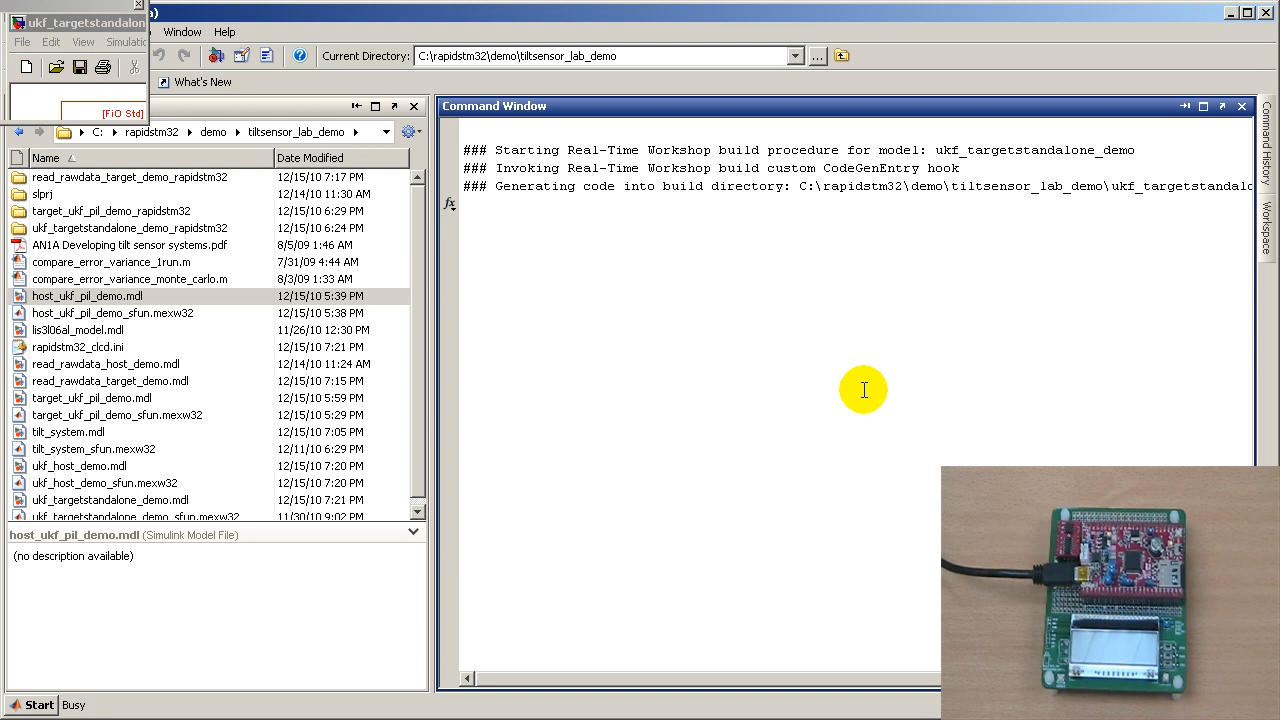 a)
ukf_targetstandalon
File Edit View Simulatio
Window Help
Current Directory: C:\rapidstm32\demo\tiltsensor_lab_demo
...
What's New
[FiO Std]
C: rapidstm32 demo tiltsensor_lab_demo
Name Date Modified
read_rawdata_target_demo_rapidstm32 12/15/10 7:17 PM
slprj 12/14/10 11:30 AM
target_ukf_pil_demo_rapidstm32 12/15/10 6:29 PM
ukf_targetstandalone_demo_rapidstm32 12/15/10 6:24 PM
AN1A Developing tilt sensor systems.pdf 8/5/09 1:46 AM
compare_error_variance_1run.m 7/31/09 4:44 AM
compare_error_variance_monte_carlo.m 8/3/09 1:33 AM
host_ukf_pil_demo.mdl 12/15/10 5:39 PM
host_ukf_pil_demo_sfun.mexw32 12/15/10 5:38 PM
lis3l06al_model.mdl 11/26/10 12:30 PM
rapidstm32_clcd.ini 12/15/10 7:21 PM
read_rawdata_host_demo.mdl 12/14/10 11:24 AM
read_rawdata_target_demo.mdl 12/15/10 7:15 PM
target_ukf_pil_demo.mdl 12/15/10 5:59 PM
target_ukf_pil_demo_sfun.mexw32 12/15/10 5:29 PM
tilt_system.mdl 12/15/10 7:05 PM
tilt_system_sfun.mexw32 12/11/10 6:29 PM
ukf_host_demo.mdl 12/15/10 7:20 PM
ukf_host_demo_sfun.mexw32 12/15/10 7:20 PM
ukf_targetstandalone_demo.mdl 12/15/10 7:21 PM
ukf_targetstandalone_demo_sfun.mexw32 11/30/10 9:02 PM
host_ukf_pil_demo.mdl (Simulink Model File)
(no description available)
Command Window
### Starting Real-Time Workshop build procedure for model: ukf_targetstandalone_demo
### Invoking Real-Time Workshop build custom CodeGenEntry hook
### Generating code into build directory: C:\rapidstm32\demo\tiltsensor_lab_demo\ukf_targetstandalo
fx
Command History
Workspace
Start Busy